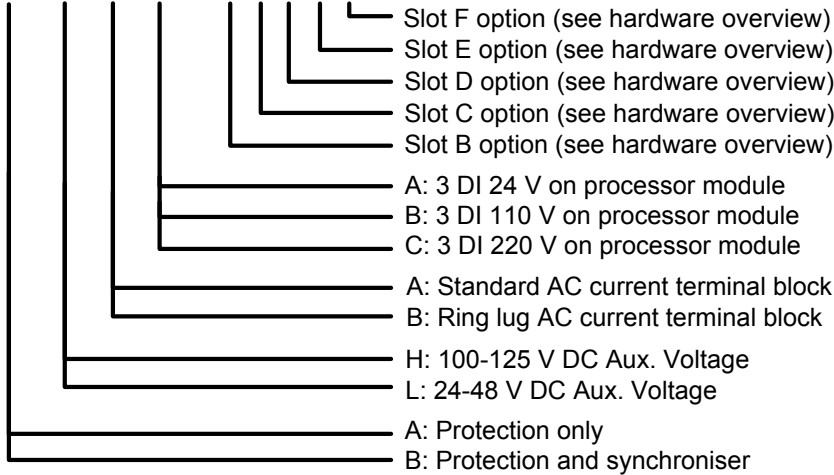 Slot F option (see hardware overview)
Slot E option (see hardware overview)
Slot D option (see hardware overview)
Slot C option (see hardware overview)
Slot B option (see hardware overview)
A: 3 DI 24 V on processor module
B: 3 DI 110 V on processor module
C: 3 DI 220 V on processor module
A: Standard AC current terminal block
B: Ring lug AC current terminal block
H: 100-125 V DC Aux. Voltage
L: 24-48 V DC Aux. Voltage
A: Protection only
B: Protection and synchroniser